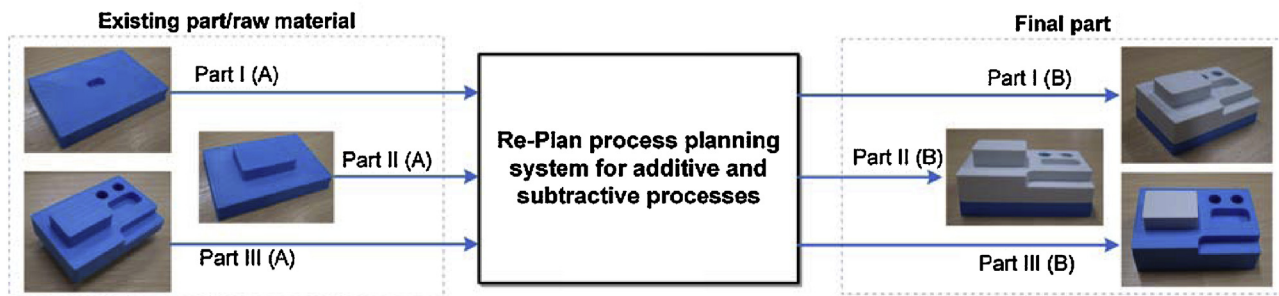 Existing part/raw material
Final part
Part I (A)
Part II (A)
Part III (A)
Re-Plan process planning
system for additive and
subtractive processes
Part I (B)
Part II (B)
Part III (B)